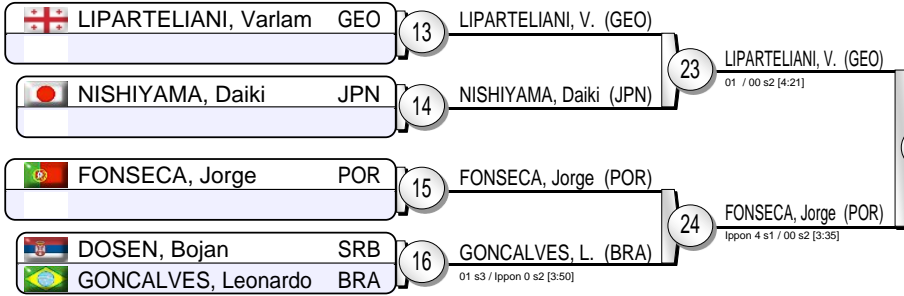 LIPARTELIANI, Varlam GEO
13
LIPARTELIANI, V. (GEO)
23
LIPARTELIANI, V. (GEO)
01 / 00 s2 [4:21]
NISHIYAMA, Daiki JPN
14
NISHIYAMA, Daiki (JPN)
FONSECA, Jorge POR
15
FONSECA, Jorge (POR)
24
FONSECA, Jorge (POR)
Ippon 4 s1 / 00 s2 [3:35]
DOSEN, Bojan SRB
GONCALVES, Leonardo BRA
16
GONCALVES, L. (BRA)
01 s3 / Ippon 0 s2 [3:50]